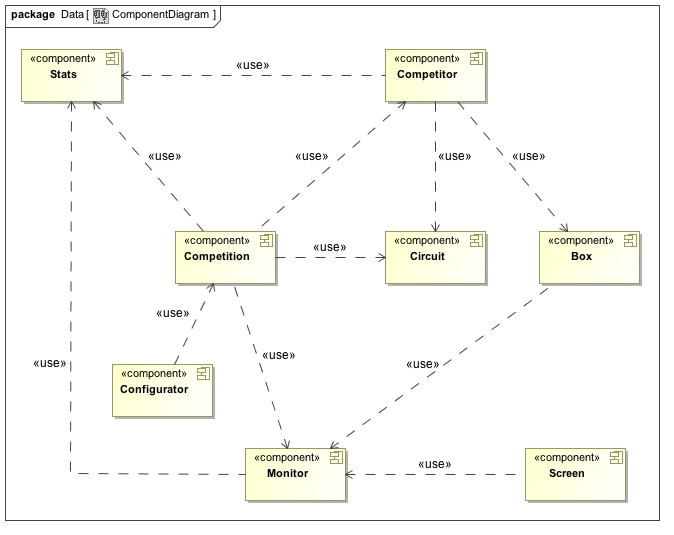 package Data [ ComponentDiagram ]
«component»
Stats
«use»
«component»
Competitor
«use»
«use»
«use»
«use»
«component»
Competition
«use»
«component»
Circuit
«component»
Box
«use»
«use»
«use»
«use»
«component»
Configurator
«component»
Monitor
«use»
«component»
Screen